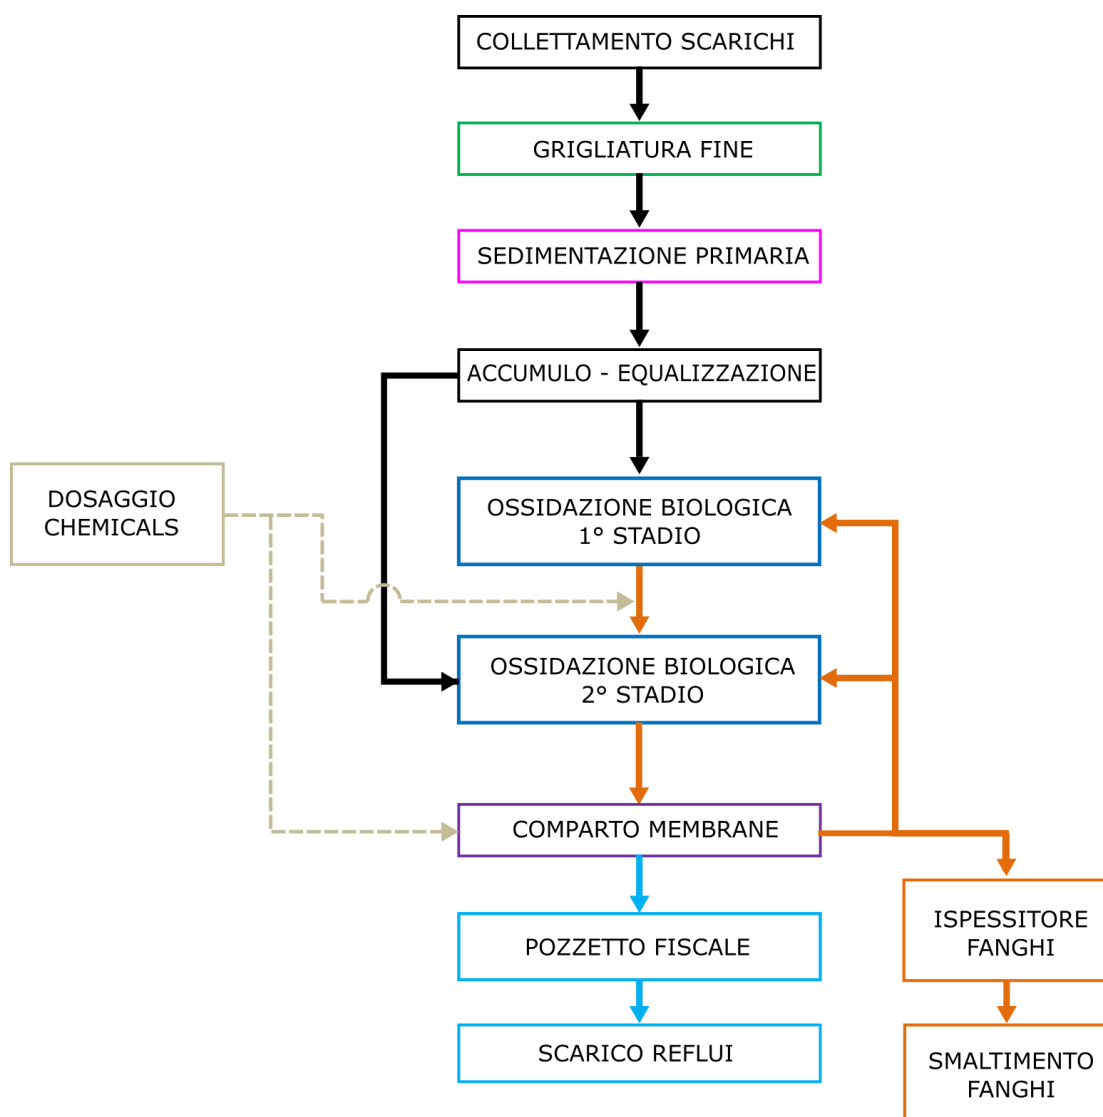 COLLETTAMENTO SCARICHI
GRIGLIATURA FINE
SEDIMENTAZIONE PRIMARIA
ACCUMULO - EQUALIZZAZIONE
DOSAGGIO
CHEMICALS
OSSIDAZIONE BIOLOGICA
1° STADIO
OSSIDAZIONE BIOLOGICA
2° STADIO
COMPARTO MEMBRANE
POZZETTO FISCALE
ISPESSITORE
FANGHI
SCARICO REFLUI
SMALTIMENTO
FANGHI